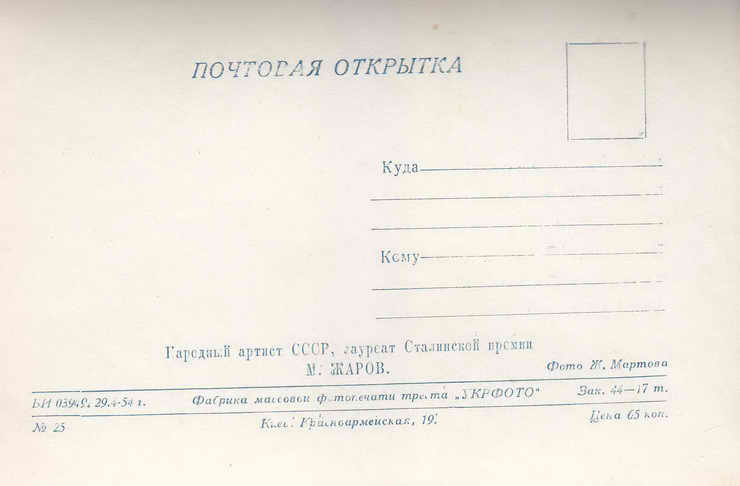 ПОЧТОВАЯ ОТКРЫТКА
Куда
Кому
Народный артист СССР, лауреат Сталинской премии
М. ЖАРОВ.
Фото Ж. Мартова
БИ 03949. 29.4-54 г.
Фабрика массовой фотопечати треста „УКРФОТО“
Зак. 44—17 т.
№ 25
Киев, Красноармейская, 19
Цена 65 коп.